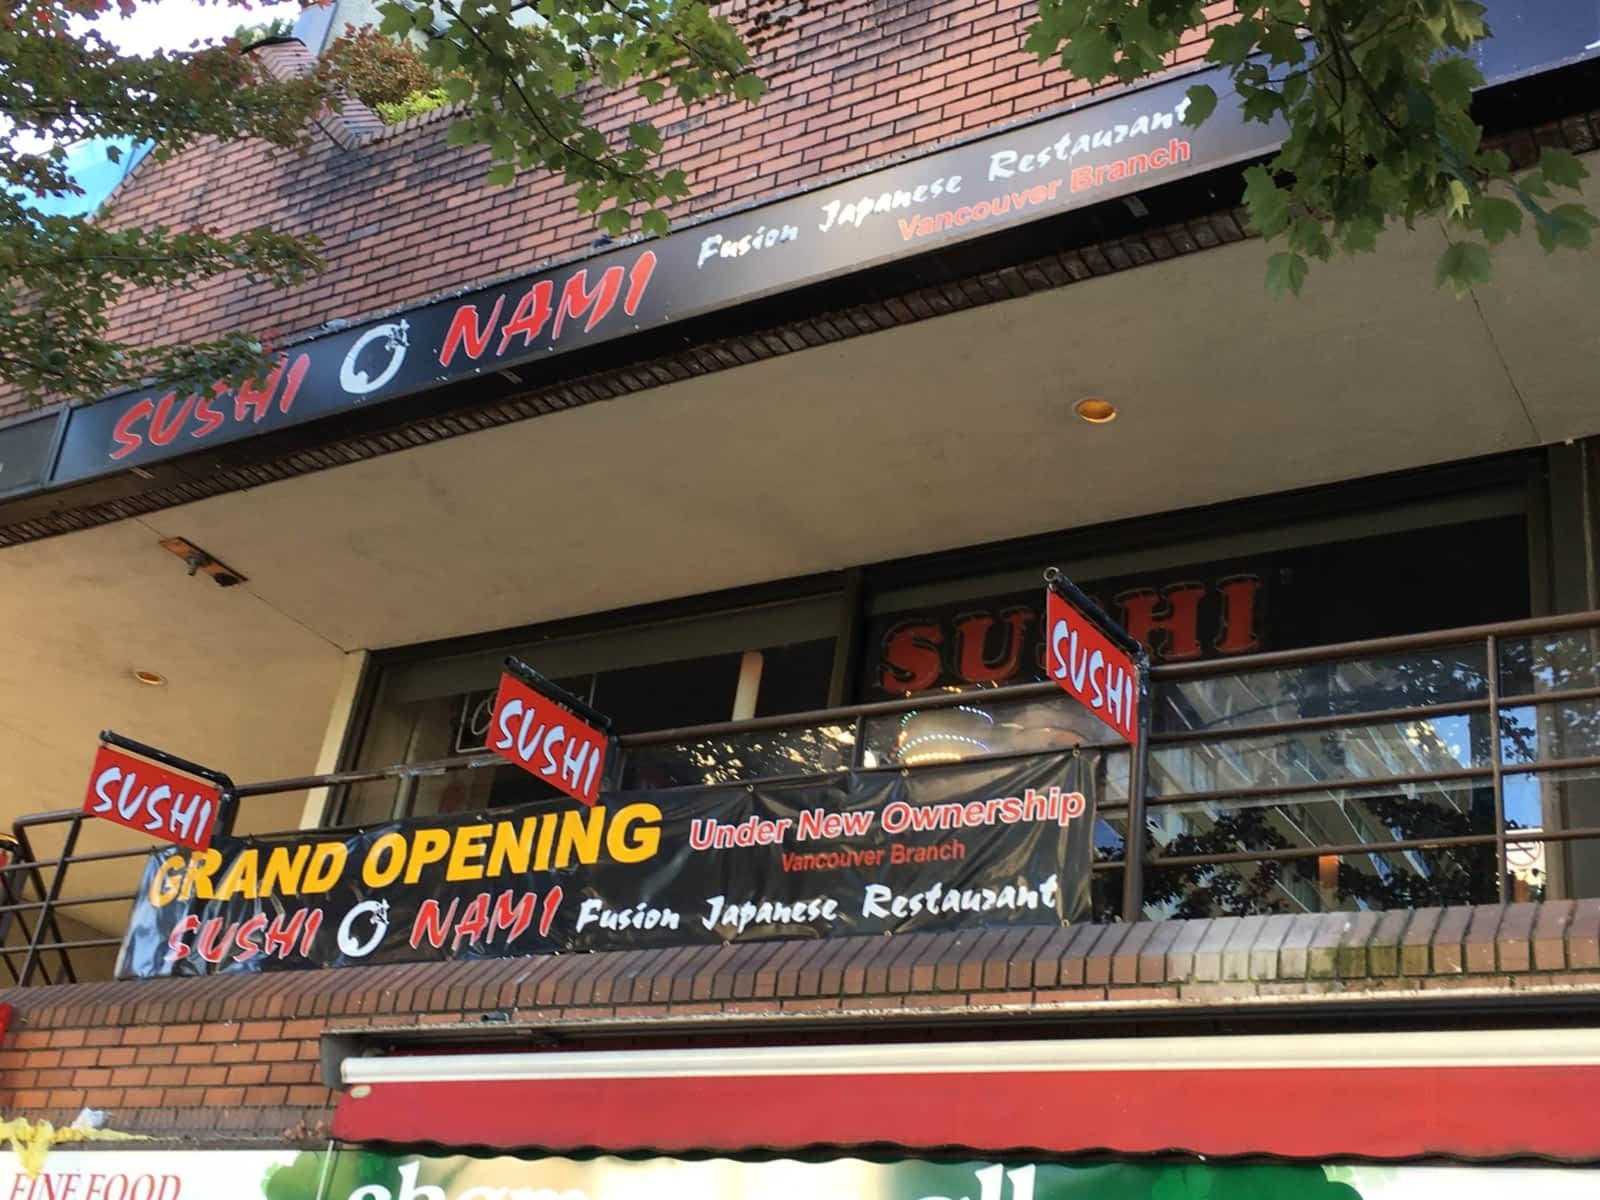 SUSHI O NAMI Fusion Japanese Restaurant
Vancouver Branch
SUSHI
SUSHI
SUSHI
SUSHI
GRAND OPENING Under New Ownership
Vancouver Branch
SUSHI O NAMI Fusion Japanese Restaurant
FINE FOOD